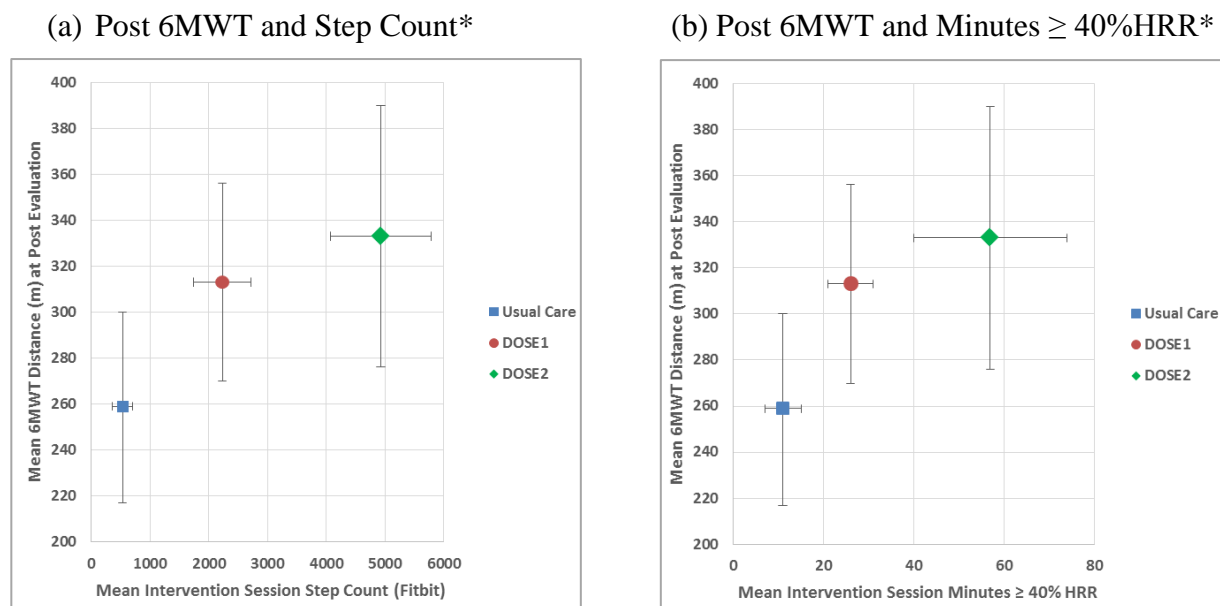 (a) Post 6MWT and Step Count*
Mean 6MWT Distance (m) at Post Evaluation
400
380
360
340
320
300
280
260
240
220
200
0 1000 2000 3000 4000 5000 6000
Mean Intervention Session Step Count (Fitbit)
Usual Care
DOSE1
DOSE2
(b) Post 6MWT and Minutes ≥ 40%HRR*
Mean 6MWT Distance (m) at Post Evaluation
400
380
360
340
320
300
280
260
240
220
200
0 20 40 60 80
Mean Intervention Session Minutes ≥ 40% HRR
Usual Care
DOSE1
DOSE2